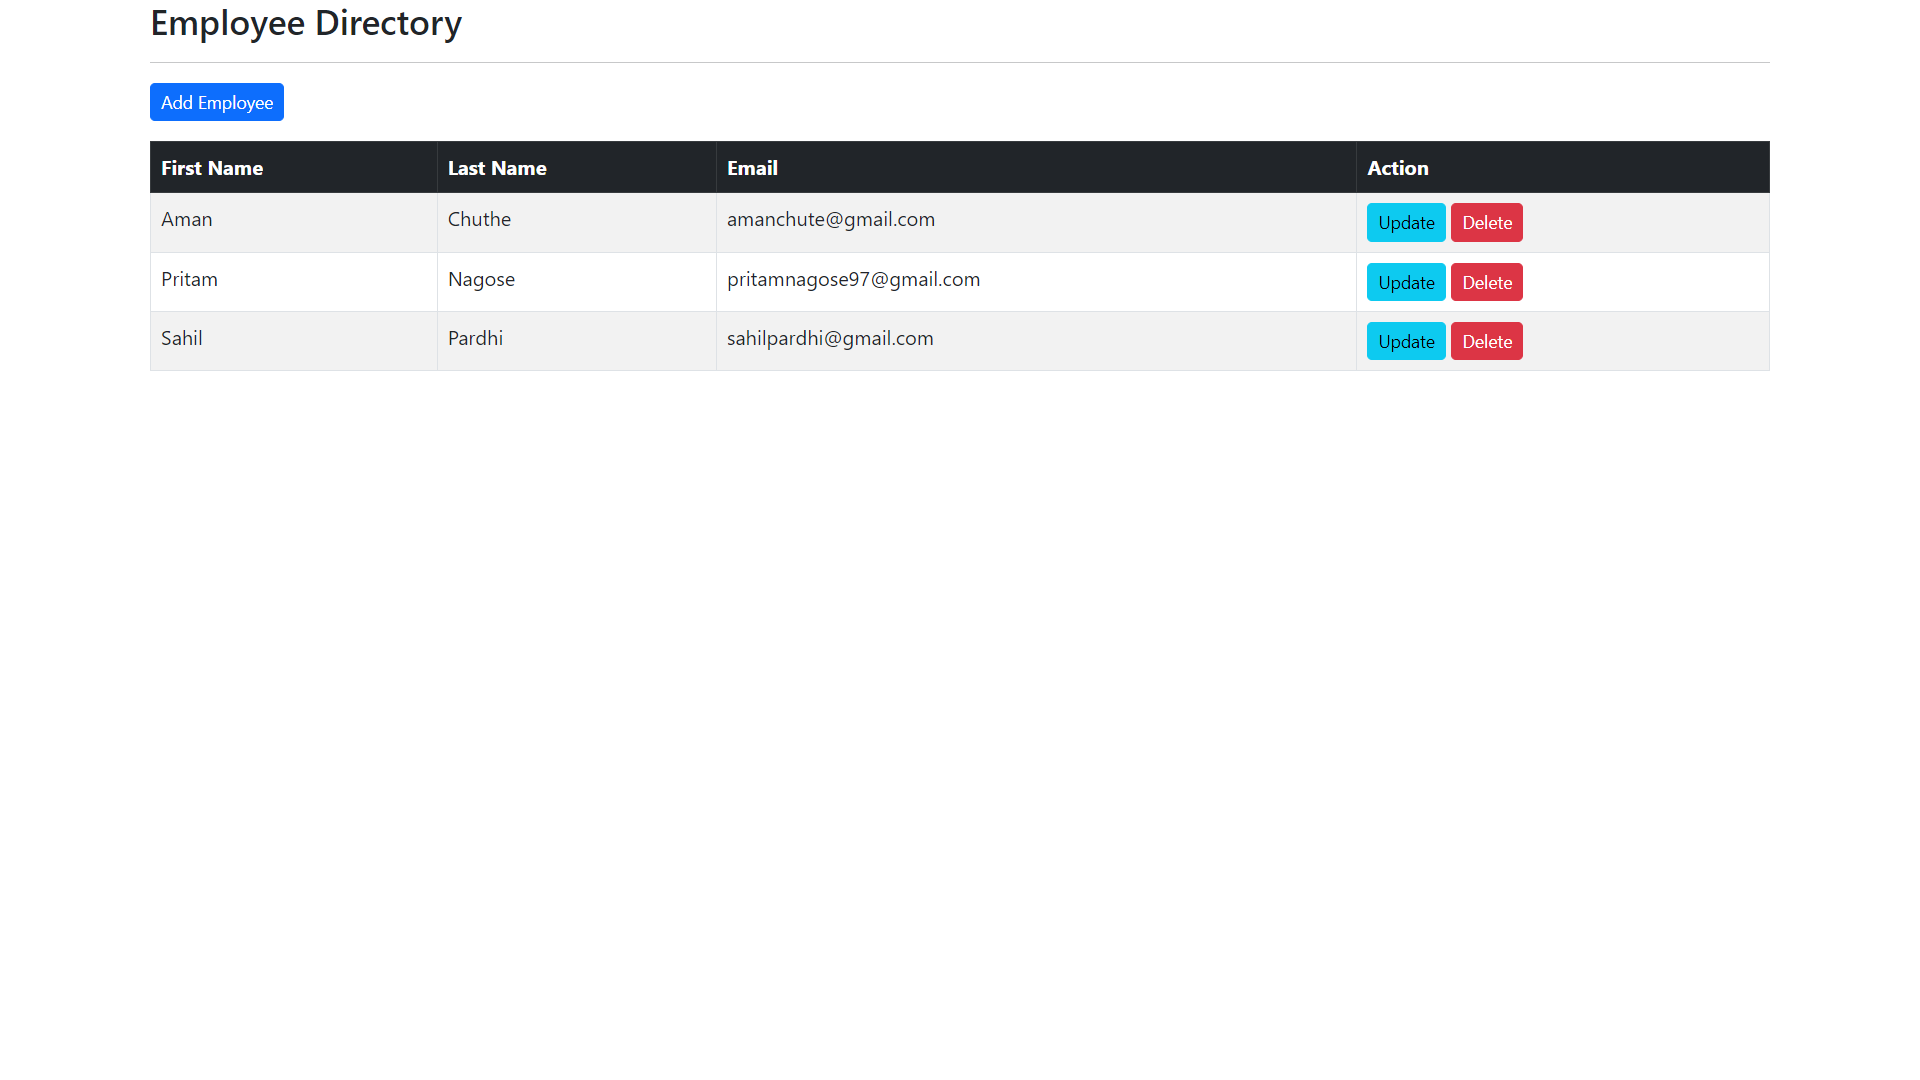 Employee Directory
Add Employee
First Name Last Name Email Action
Aman Chuthe amanchute@gmail.com Update Delete
Pritam Nagose pritamnagose97@gmail.com Update Delete
Sahil Pardhi sahilpardhi@gmail.com Update Delete